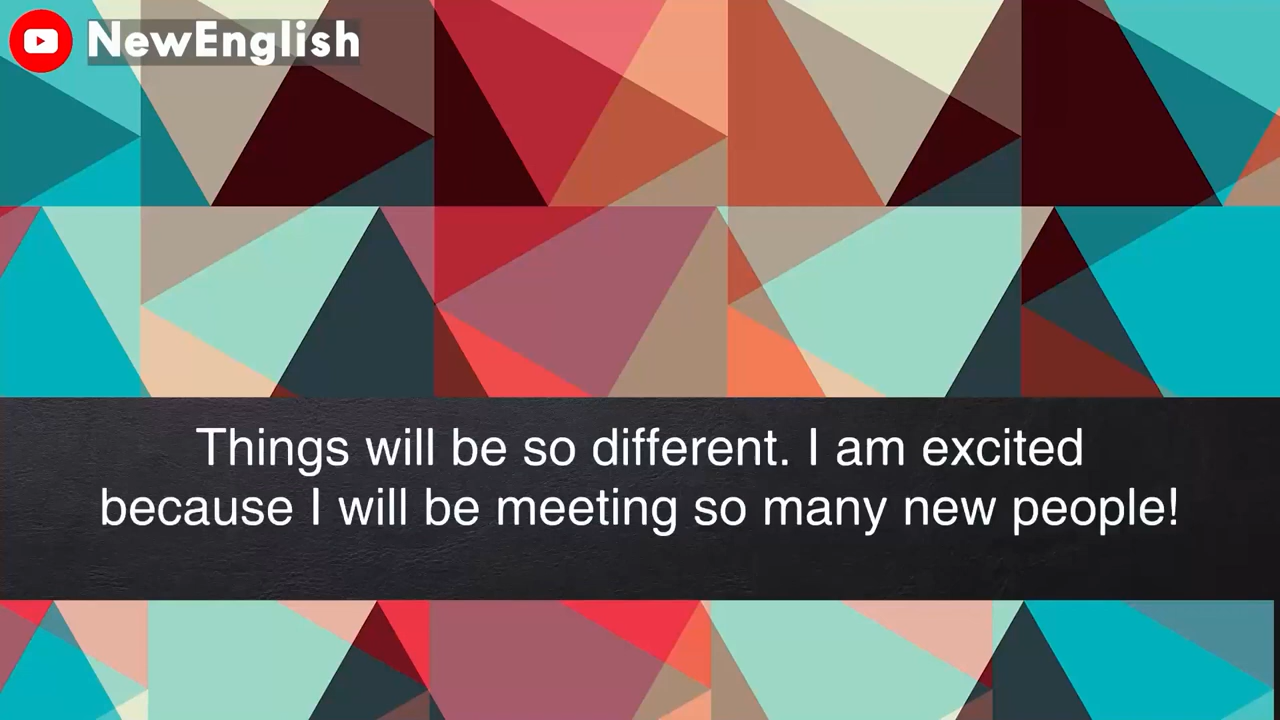 NewEnglish
Things will be so different. I am excited
because I will be meeting so many new people!